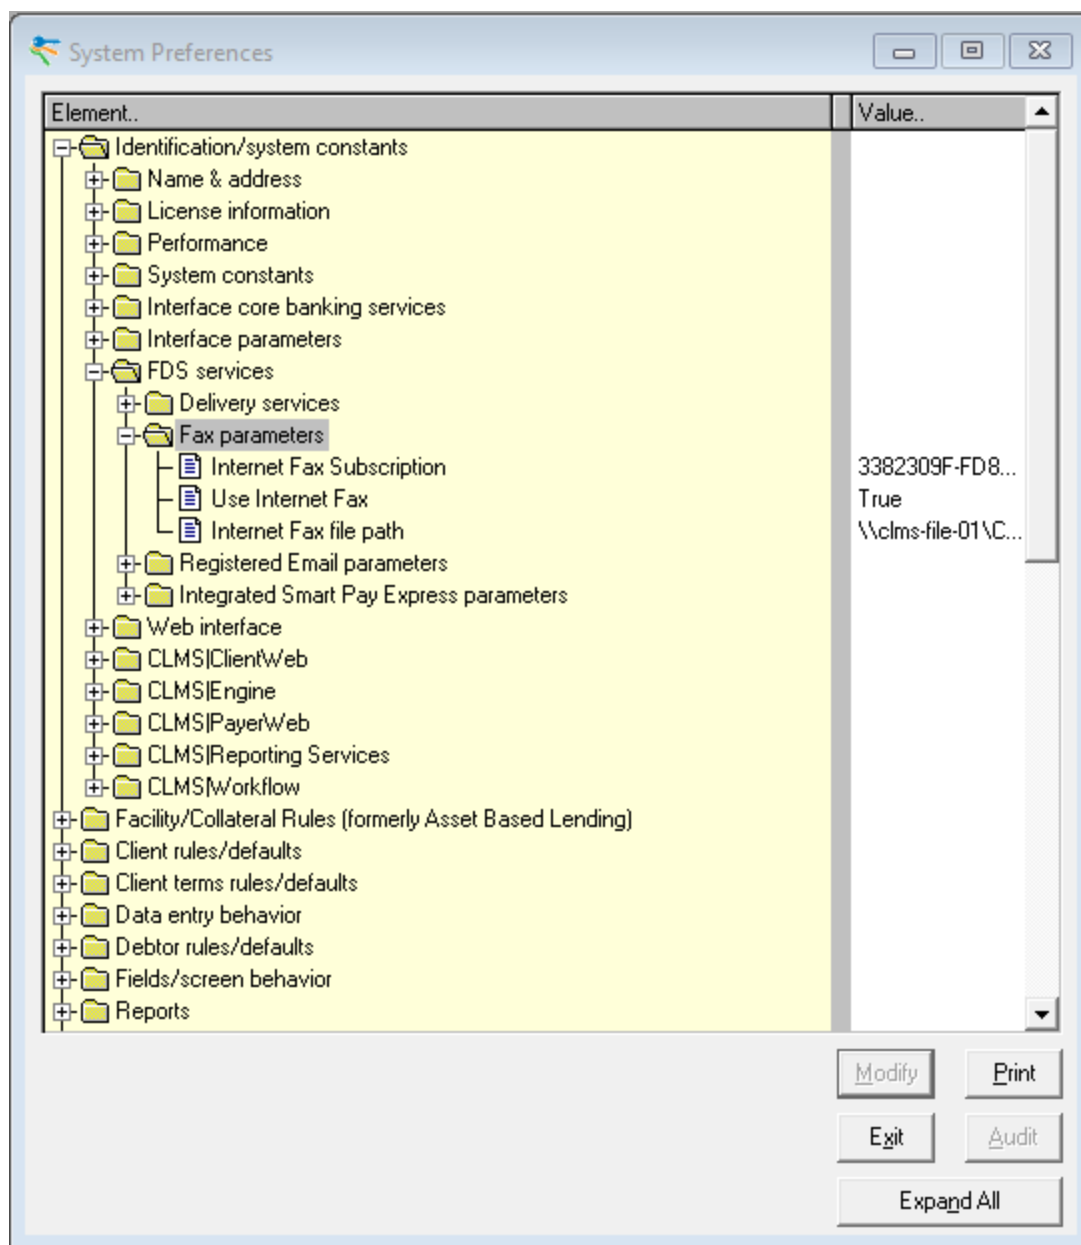 System Preferences
Element.. Value..
Identification/system constants
Name & address
License information
Performance
System constants
Interface core banking services
Interface parameters
FDS services
Delivery services
Fax parameters
Internet Fax Subscription 3382309F-FD8...
Use Internet Fax True
Internet Fax file path \\clms-file-01\C...
Registered Email parameters
Integrated Smart Pay Express parameters
Web interface
CLMS|ClientWeb
CLMS|Engine
CLMS|PayerWeb
CLMS|Reporting Services
CLMS|Workflow
Facility/Collateral Rules (formerly Asset Based Lending)
Client rules/defaults
Client terms rules/defaults
Data entry behavior
Debtor rules/defaults
Fields/screen behavior
Reports
Modify Print
Exit Audit
Expand All